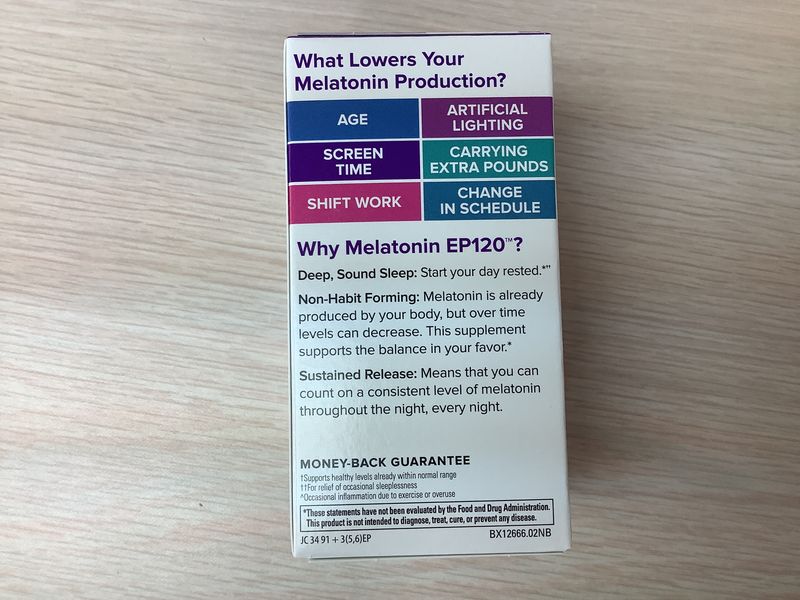 What Lowers Your
Melatonin Production?
AGE
ARTIFICIAL
LIGHTING
SCREEN
TIME
CARRYING
EXTRA POUNDS
SHIFT WORK
CHANGE
IN SCHEDULE
Why Melatonin EP120™?
Deep, Sound Sleep: Start your day rested.*††
Non-Habit Forming: Melatonin is already
produced by your body, but over time
levels can decrease. This supplement
supports the balance in your favor.*
Sustained Release: Means that you can
count on a consistent level of melatonin
throughout the night, every night.
MONEY-BACK GUARANTEE
†Supports healthy levels already within normal range
††For relief of occasional sleeplessness
^Occasional inflammation due to exercise or overuse
*These statements have not been evaluated by the Food and Drug Administration.
This product is not intended to diagnose, treat, cure, or prevent any disease.
JC 34 91 + 3(5,6)EP
BX12666.02NB